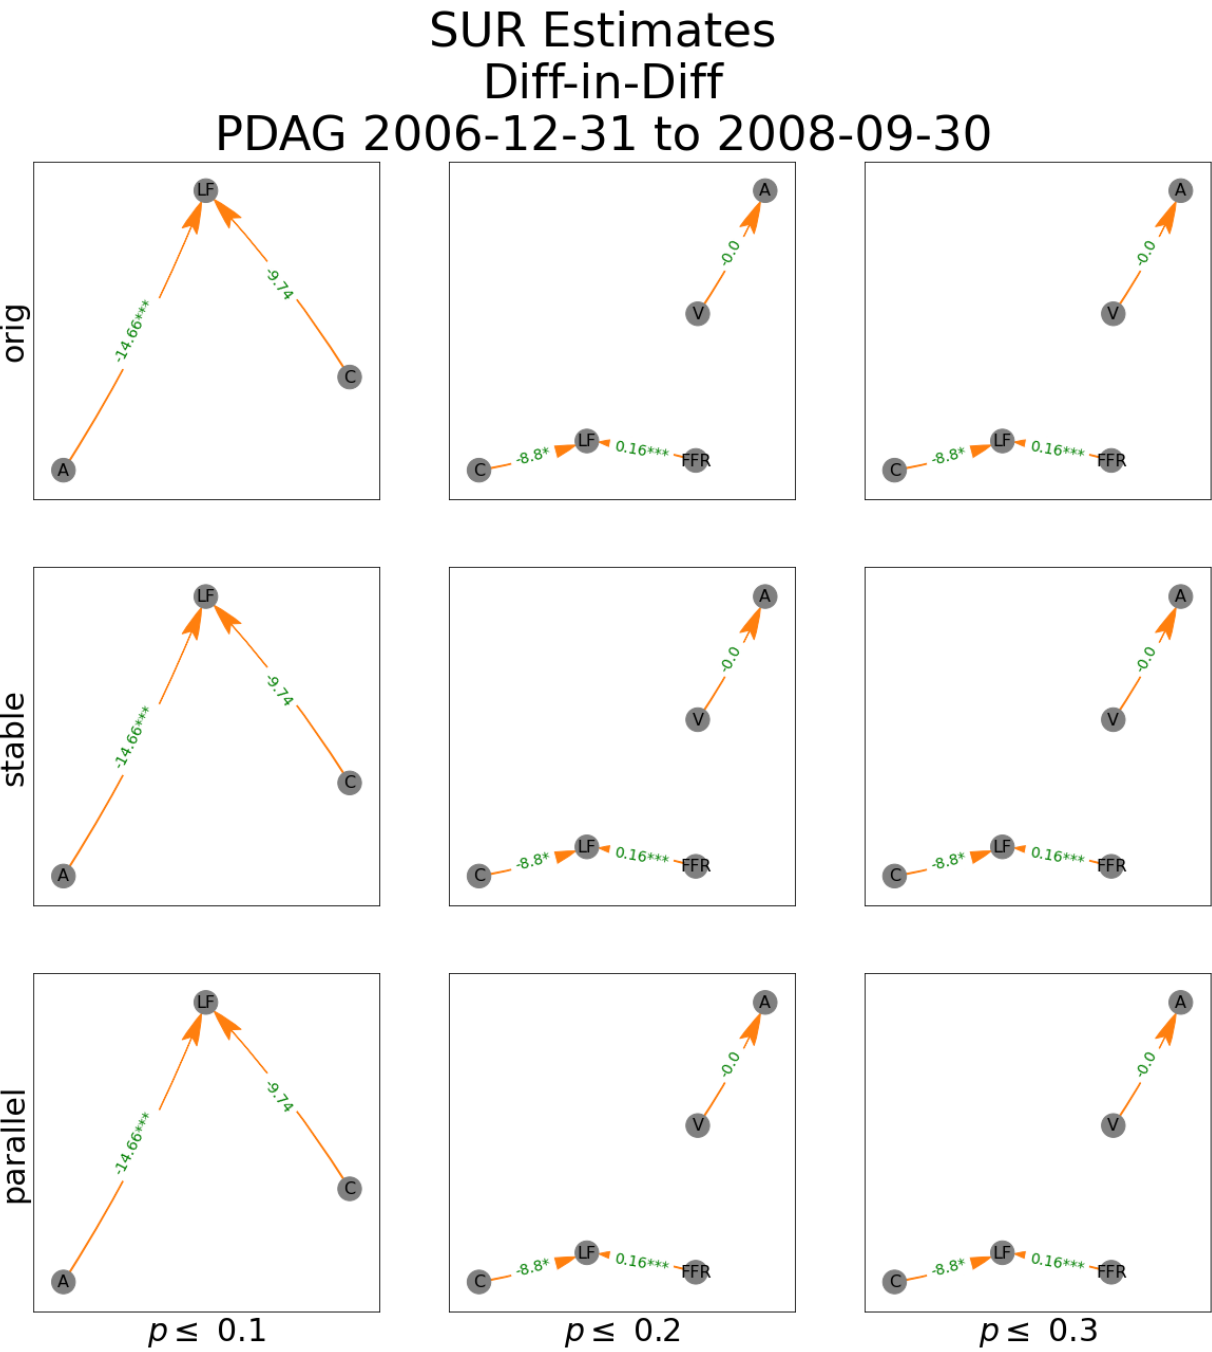 SUR Estimates
Diff-in-Diff
PDAG 2006-12-31 to 2008-09-30
orig
LF
-14.66***
-9.74
C
A
A
-0.0
V
LF
C
-8.8*
0.16***
FFR
A
-0.0
V
LF
C
-8.8*
0.16***
FFR
stable
LF
-14.66***
-9.74
C
A
A
-0.0
V
LF
C
-8.8*
0.16***
FFR
A
-0.0
V
LF
C
-8.8*
0.16***
FFR
parallel
LF
-14.66***
-9.74
C
A
A
-0.0
V
LF
C
-8.8*
0.16***
FFR
A
-0.0
V
LF
C
-8.8*
0.16***
FFR
p ≤ 0.1
p ≤ 0.2
p ≤ 0.3